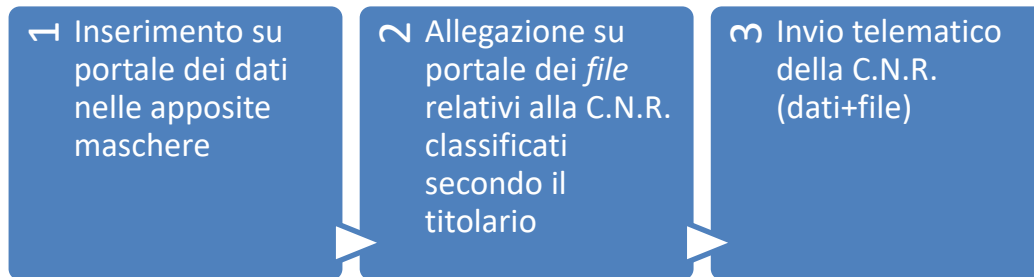 1 Inserimento su
portale dei dati
nelle apposite
maschere
2 Allegazione su
portale dei file
relativi alla C.N.R.
classificati
secondo il
titolario
3 Invio telematico
della C.N.R.
(dati+file)